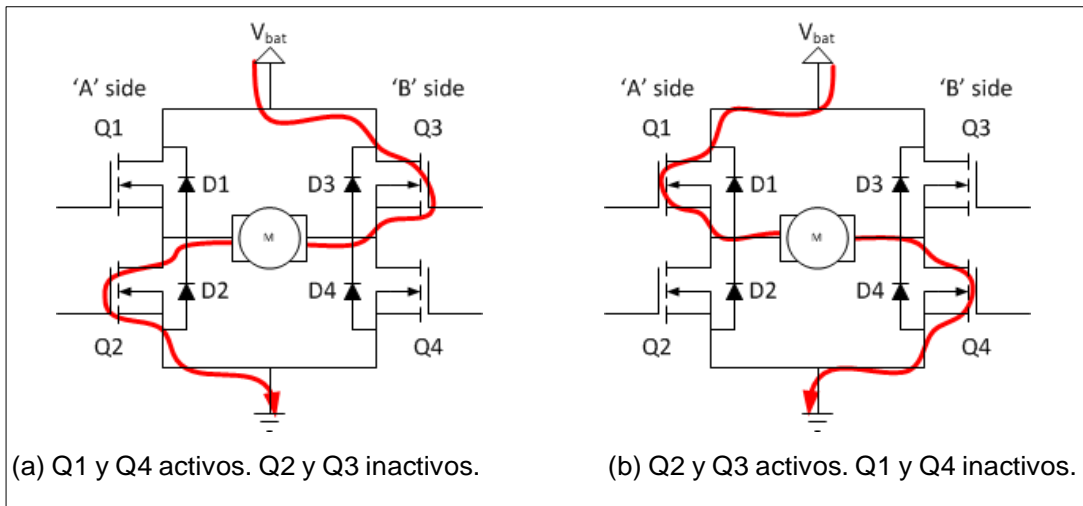 V_bat
'A' side
'B' side
Q1
Q3
D1
D3
M
D2
D4
Q2
Q4
(a) Q1 y Q4 activos. Q2 y Q3 inactivos.
V_bat
'A' side
'B' side
Q1
Q3
D1
D3
M
D2
D4
Q2
Q4
(b) Q2 y Q3 activos. Q1 y Q4 inactivos.